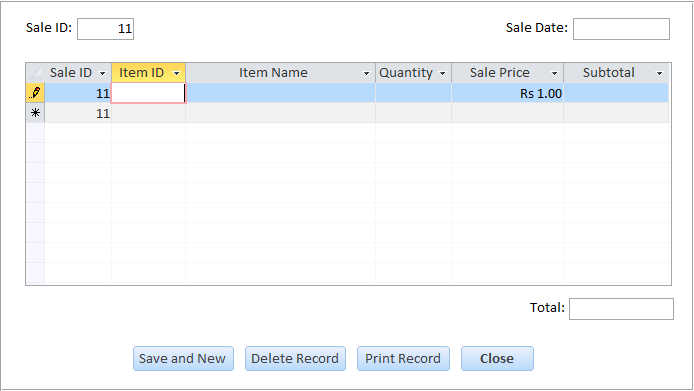 Sale ID: 11 Sale Date:
Sale ID Item ID Item Name Quantity Sale Price Subtotal
11 Rs 1.00
11
Total:
Save and New Delete Record Print Record Close